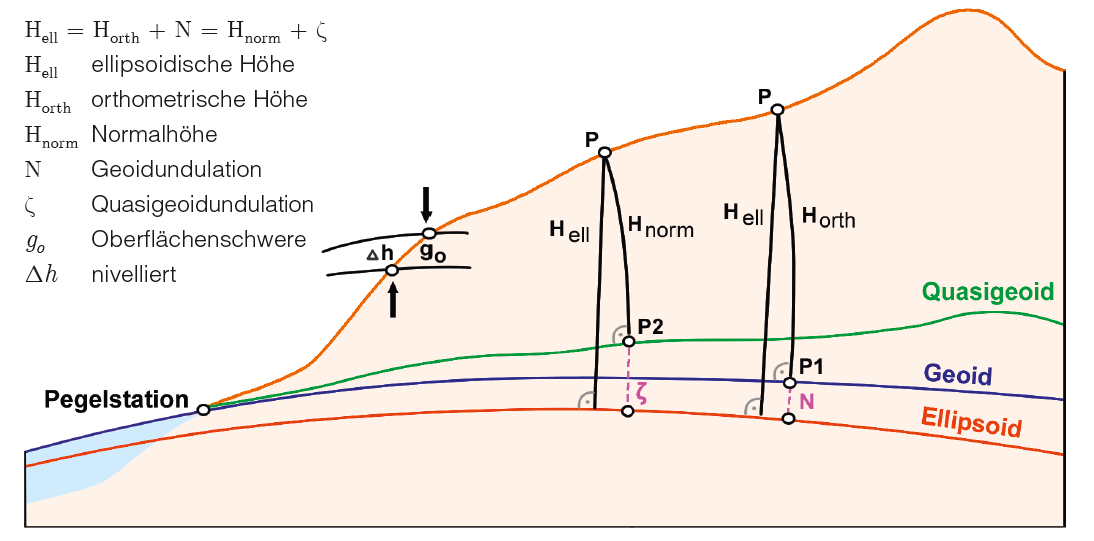 H_ell = H_orth + N = H_norm + ζ
H_ell ellipsoidische Höhe
H_orth orthometrische Höhe
H_norm Normalhöhe
N Geoidundulation
ζ Quasigeoidundulation
g_o Oberflächenschwere
Δh nivelliert
P
P
H_ell
H_norm
H_ell
H_orth
Δh
g_o
Quasigeoid
P2
P1
Geoid
ζ
N
Pegelstation
Ellipsoid